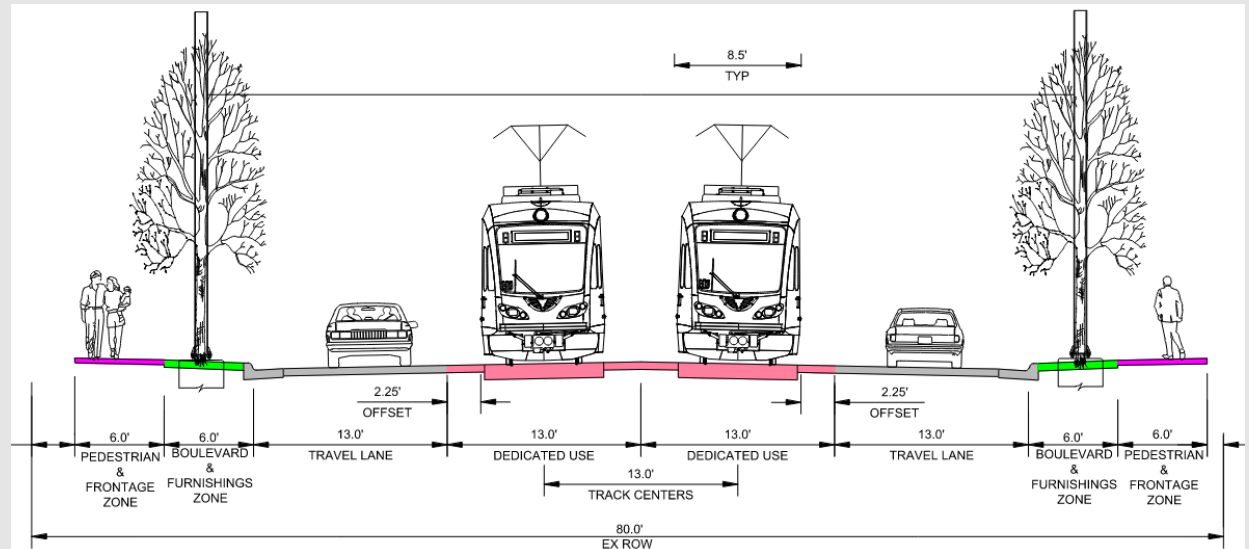 8.5'
TYP
2.25'
OFFSET
2.25'
OFFSET
6.0'
PEDESTRIAN
&
FRONTAGE
ZONE
6.0'
BOULEVARD
&
FURNISHINGS
ZONE
13.0'
TRAVEL LANE
13.0'
DEDICATED USE
13.0'
DEDICATED USE
13.0'
TRAVEL LANE
6.0'
BOULEVARD
&
FURNISHINGS
ZONE
6.0'
PEDESTRIAN
&
FRONTAGE
ZONE
13.0'
TRACK CENTERS
80.0'
EX ROW